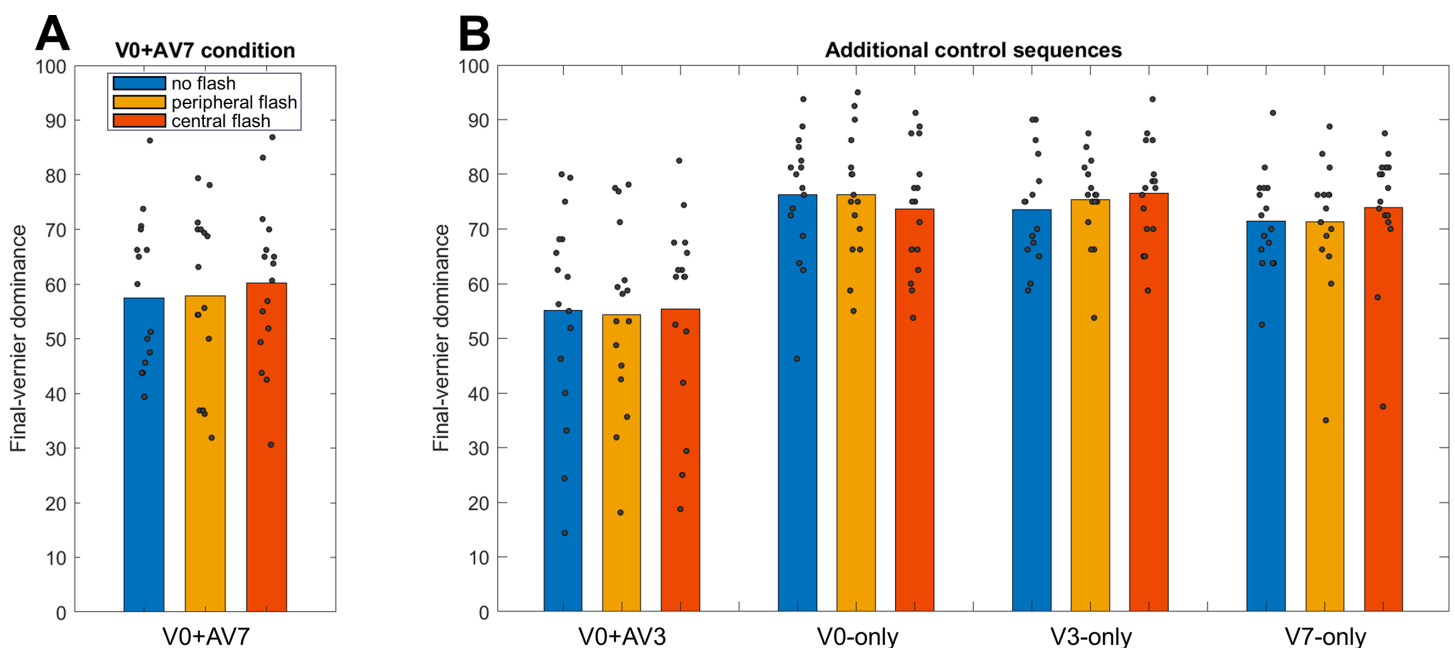 A
V0+AV7 condition
no flash
peripheral flash
central flash
Final-vernier dominance
100
90
80
70
60
50
40
30
20
10
0
V0+AV7
B
Additional control sequences
Final-vernier dominance
100
90
80
70
60
50
40
30
20
10
0
V0+AV3 V0-only V3-only V7-only